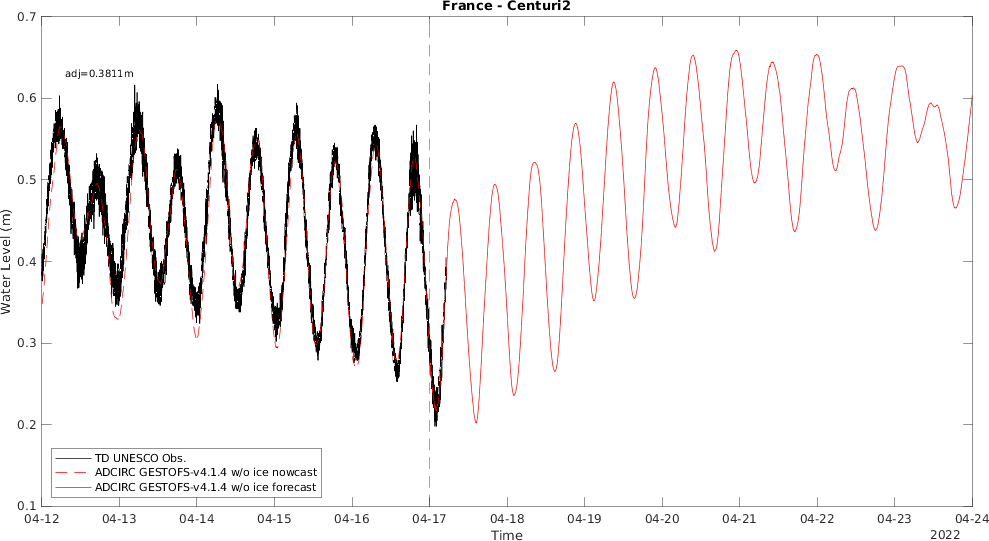 France - Centuri2
adj=0.3811m
0.7
0.6
0.5
0.4
0.3
0.2
0.1
Water Level (m)
TD UNESCO Obs.
ADCIRC GESTOFS-v4.1.4 w/o ice nowcast
ADCIRC GESTOFS-v4.1.4 w/o ice forecast
04-12 04-13 04-14 04-15 04-16 04-17 04-18 04-19 04-20 04-21 04-22 04-23 04-24
Time
2022